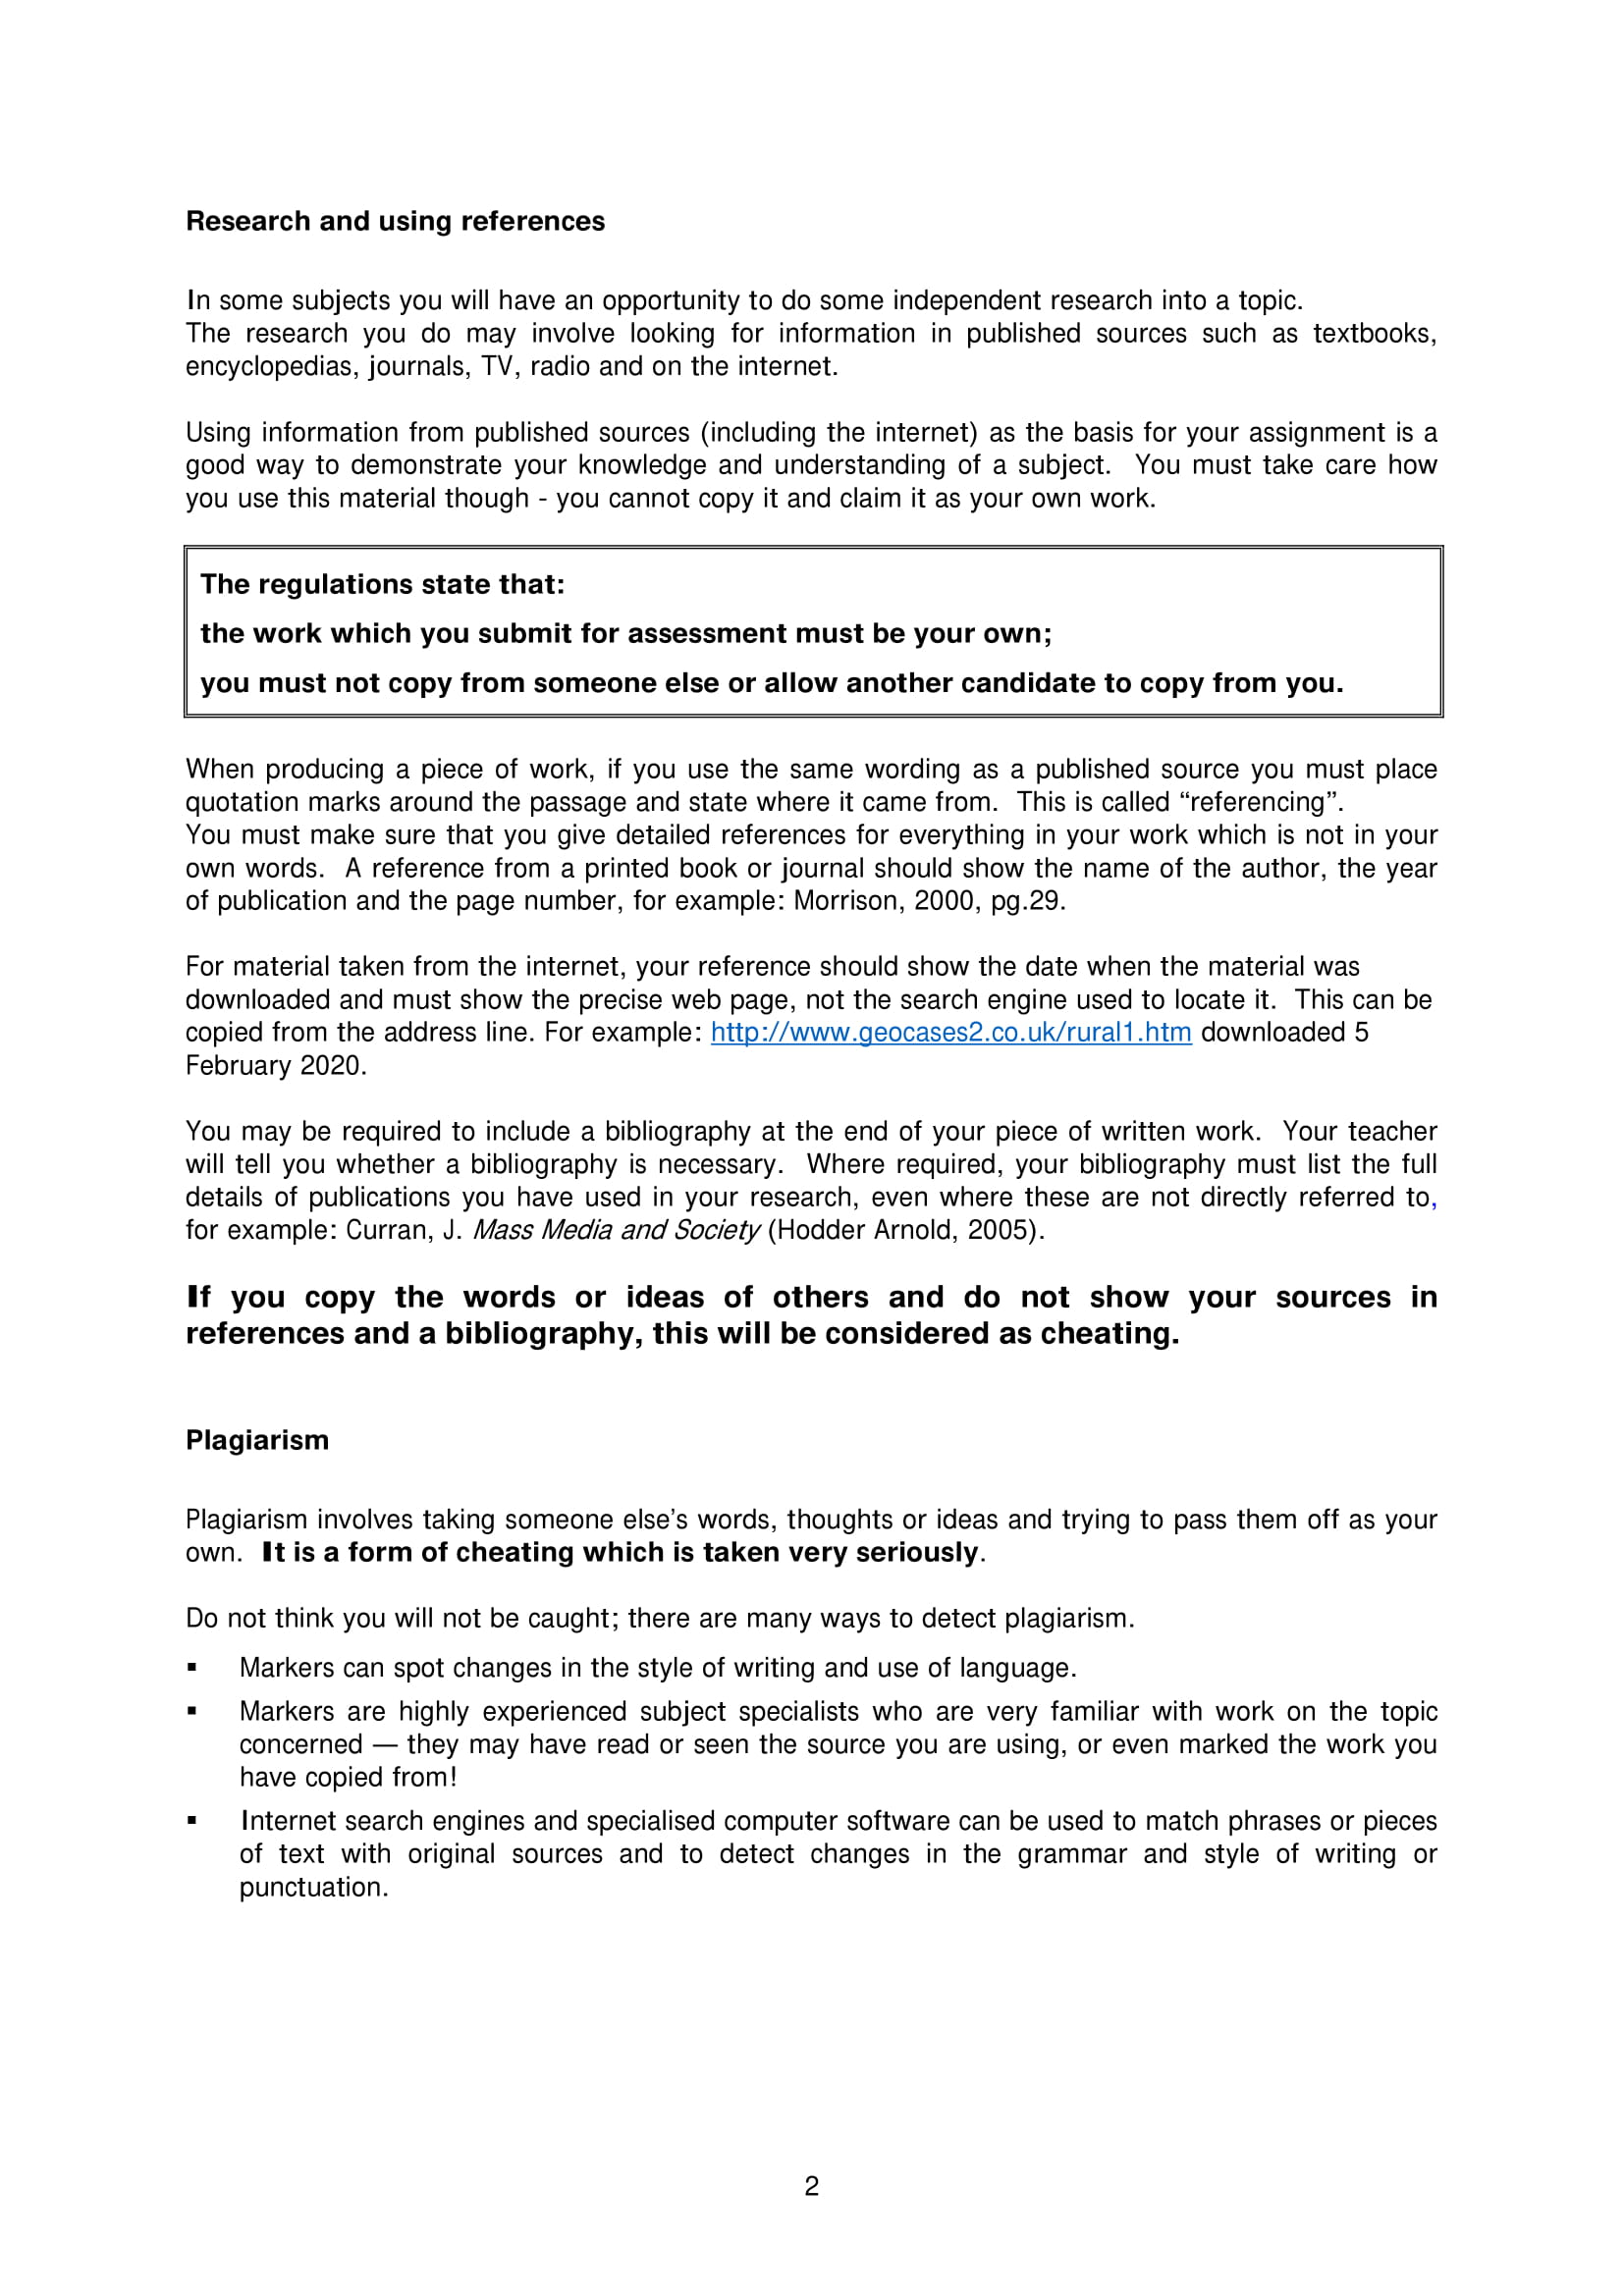 Research and using references
In some subjects you will have an opportunity to do some independent research into a topic.
The research you do may involve looking for information in published sources such as textbooks,
encyclopedias, journals, TV, radio and on the internet.
Using information from published sources (including the internet) as the basis for your assignment is a
good way to demonstrate your knowledge and understanding of a subject.  You must take care how
you use this material though - you cannot copy it and claim it as your own work.
The regulations state that:
the work which you submit for assessment must be your own;
you must not copy from someone else or allow another candidate to copy from you.
When producing a piece of work, if you use the same wording as a published source you must place
quotation marks around the passage and state where it came from.  This is called “referencing”.
You must make sure that you give detailed references for everything in your work which is not in your
own words.  A reference from a printed book or journal should show the name of the author, the year
of publication and the page number, for example: Morrison, 2000, pg.29.
For material taken from the internet, your reference should show the date when the material was
downloaded and must show the precise web page, not the search engine used to locate it.  This can be
copied from the address line. For example: http://www.geocases2.co.uk/rural1.htm downloaded 5
February 2020.
You may be required to include a bibliography at the end of your piece of written work.  Your teacher
will tell you whether a bibliography is necessary.  Where required, your bibliography must list the full
details of publications you have used in your research, even where these are not directly referred to,
for example: Curran, J. Mass Media and Society (Hodder Arnold, 2005).
If you copy the words or ideas of others and do not show your sources in
references and a bibliography, this will be considered as cheating.
Plagiarism
Plagiarism involves taking someone else’s words, thoughts or ideas and trying to pass them off as your
own.  It is a form of cheating which is taken very seriously.
Do not think you will not be caught; there are many ways to detect plagiarism.
▪ Markers can spot changes in the style of writing and use of language.
▪ Markers are highly experienced subject specialists who are very familiar with work on the topic
concerned — they may have read or seen the source you are using, or even marked the work you
have copied from!
▪ Internet search engines and specialised computer software can be used to match phrases or pieces
of text with original sources and to detect changes in the grammar and style of writing or
punctuation.
2